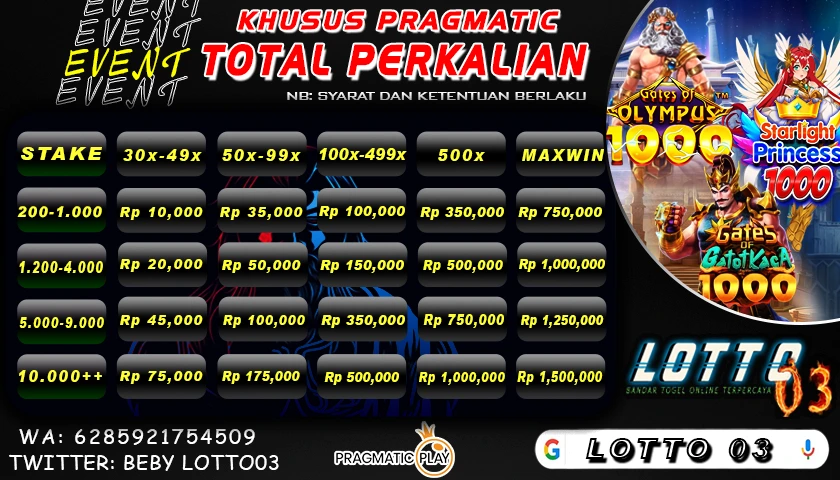 EVENT
EVENT
EVENT
EVENT
KHUSUS PRAGMATIC
TOTAL PERKALIAN
NB: SYARAT DAN KETENTUAN BERLAKU
STAKE 30x-49x 50x-99x 100x-499x 500x MAXWIN
200-1.000 Rp 10,000 Rp 35,000 Rp 100,000 Rp 350,000 Rp 750,000
1.200-4.000 Rp 20,000 Rp 50,000 Rp 150,000 Rp 500,000 Rp 1,000,000
5.000-9.000 Rp 45,000 Rp 100,000 Rp 350,000 Rp 750,000 Rp 1,250,000
10.000++ Rp 75,000 Rp 175,000 Rp 500,000 Rp 1,000,000 Rp 1,500,000
Gates of
OLYMPUS™
1000
Starlight
Princess
1000
GATES
OF
GATOTKACA
1000
LOTTO
03
BANDAR TOGEL ONLINE TERPERCAYA
WA: 6285921754509
TWITTER: BEBY LOTTO03
PRAGMATIC PLAY
G LOTTO 03